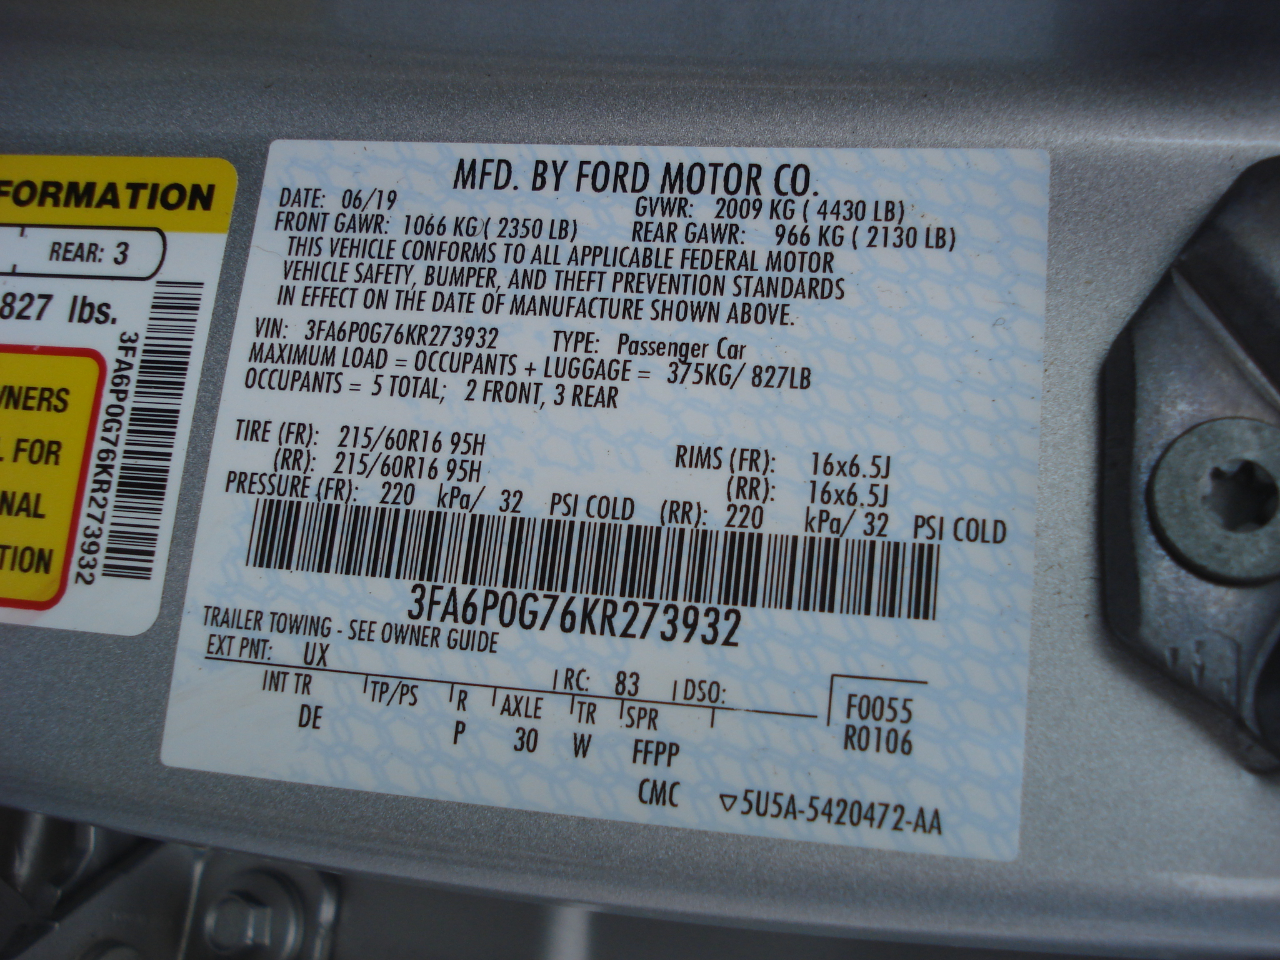 FORMATION
REAR: 3
827 lbs.
3FA6P0G76KR273932
WNERS
L FOR
NAL
TION
MFD. BY FORD MOTOR CO.
DATE: 06/19 GVWR: 2009 KG ( 4430 LB)
FRONT GAWR: 1066 KG( 2350 LB) REAR GAWR: 966 KG ( 2130 LB)
THIS VEHICLE CONFORMS TO ALL APPLICABLE FEDERAL MOTOR
VEHICLE SAFETY, BUMPER, AND THEFT PREVENTION STANDARDS
IN EFFECT ON THE DATE OF MANUFACTURE SHOWN ABOVE.
VIN: 3FA6P0G76KR273932 TYPE: Passenger Car
MAXIMUM LOAD = OCCUPANTS + LUGGAGE = 375KG/ 827LB
OCCUPANTS = 5 TOTAL; 2 FRONT, 3 REAR
TIRE (FR): 215/60R16 95H RIMS (FR): 16x6.5J
(RR): 215/60R16 95H (RR): 16x6.5J
PRESSURE (FR): 220 kPa/ 32 PSI COLD (RR): 220 kPa/ 32 PSI COLD
3FA6P0G76KR273932
TRAILER TOWING - SEE OWNER GUIDE
EXT PNT: UX RC: 83 DSO:
INT TR TP/PS R AXLE TR SPR F0055
DE P 30 W FFPP R0106
CMC ▽5U5A-5420472-AA